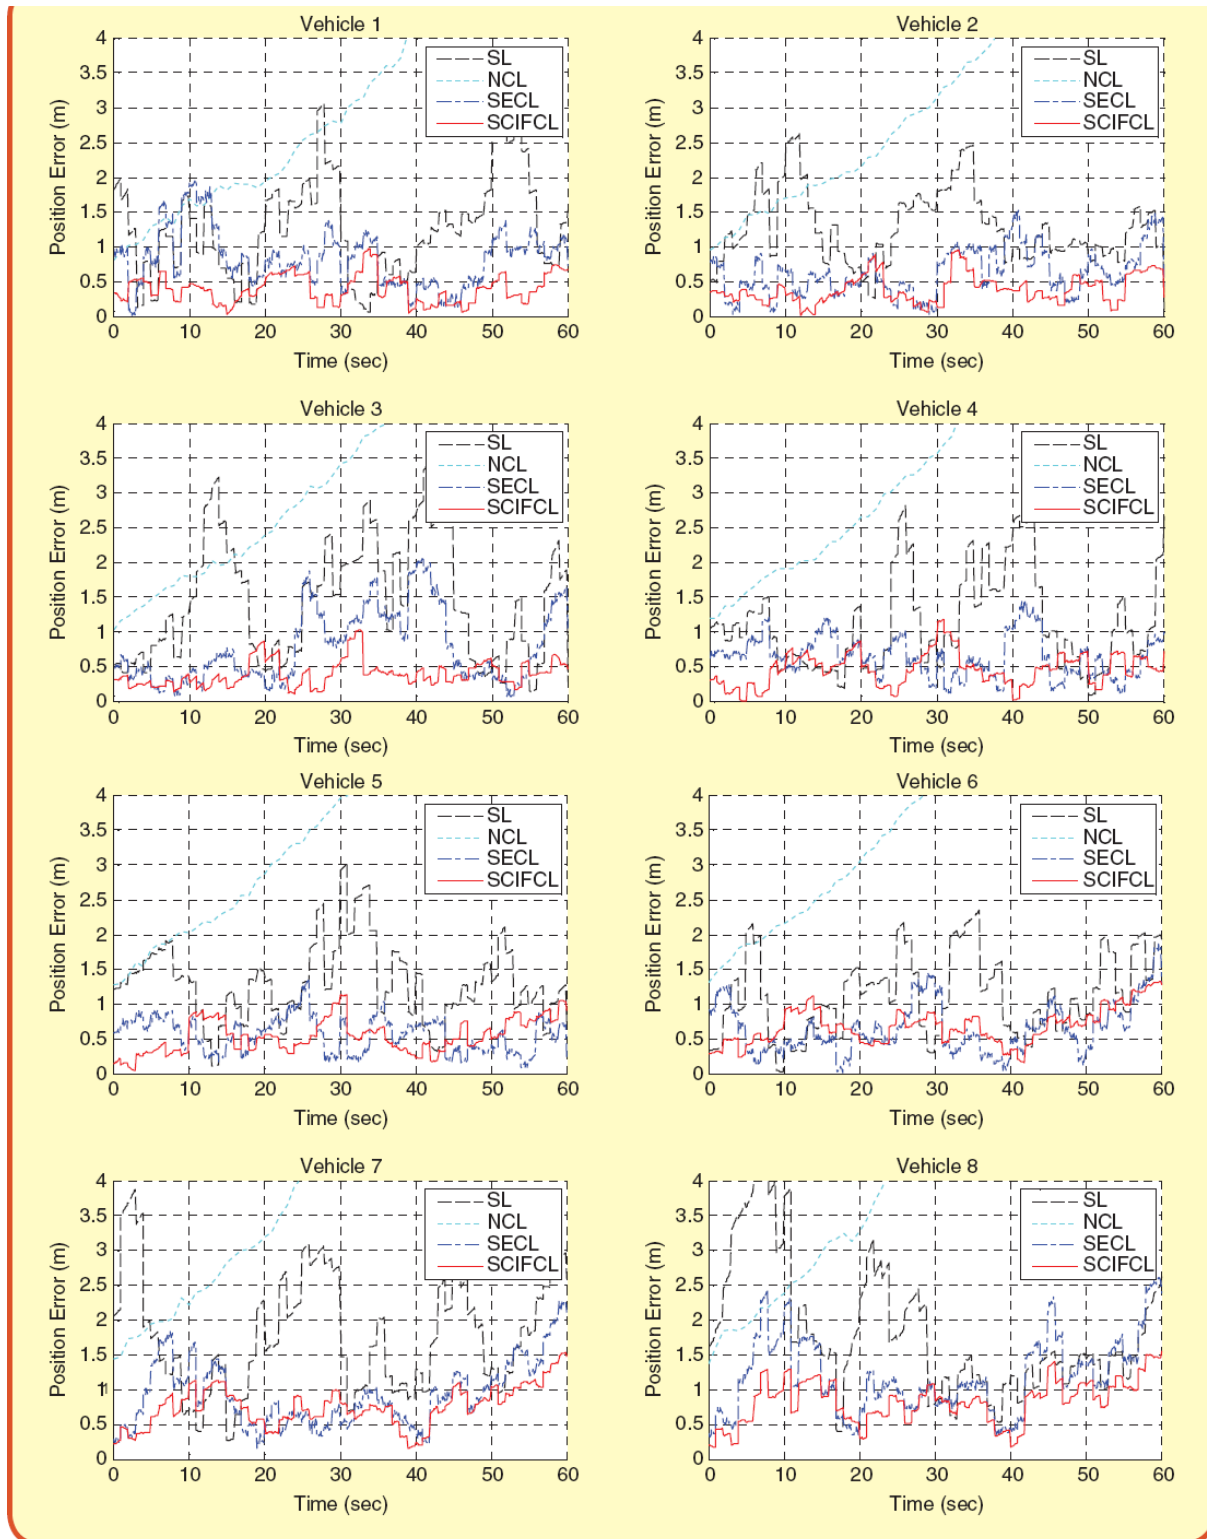 Vehicle 1
4
3.5
3
2.5
2
1.5
1
0.5
0
Position Error (m)
SL
NCL
SECL
SCIFCL
0 10 20 30 40 50 60
Time (sec)
Vehicle 2
4
3.5
3
2.5
2
1.5
1
0.5
0
Position Error (m)
SL
NCL
SECL
SCIFCL
0 10 20 30 40 50 60
Time (sec)
Vehicle 3
4
3.5
3
2.5
2
1.5
1
0.5
0
Position Error (m)
SL
NCL
SECL
SCIFCL
0 10 20 30 40 50 60
Time (sec)
Vehicle 4
4
3.5
3
2.5
2
1.5
1
0.5
0
Position Error (m)
SL
NCL
SECL
SCIFCL
0 10 20 30 40 50 60
Time (sec)
Vehicle 5
4
3.5
3
2.5
2
1.5
1
0.5
0
Position Error (m)
SL
NCL
SECL
SCIFCL
0 10 20 30 40 50 60
Time (sec)
Vehicle 6
4
3.5
3
2.5
2
1.5
1
0.5
0
Position Error (m)
SL
NCL
SECL
SCIFCL
0 10 20 30 40 50 60
Time (sec)
Vehicle 7
4
3.5
3
2.5
2
1.5
1
0.5
0
Position Error (m)
SL
NCL
SECL
SCIFCL
0 10 20 30 40 50 60
Time (sec)
Vehicle 8
4
3.5
3
2.5
2
1.5
1
0.5
0
Position Error (m)
SL
NCL
SECL
SCIFCL
0 10 20 30 40 50 60
Time (sec)